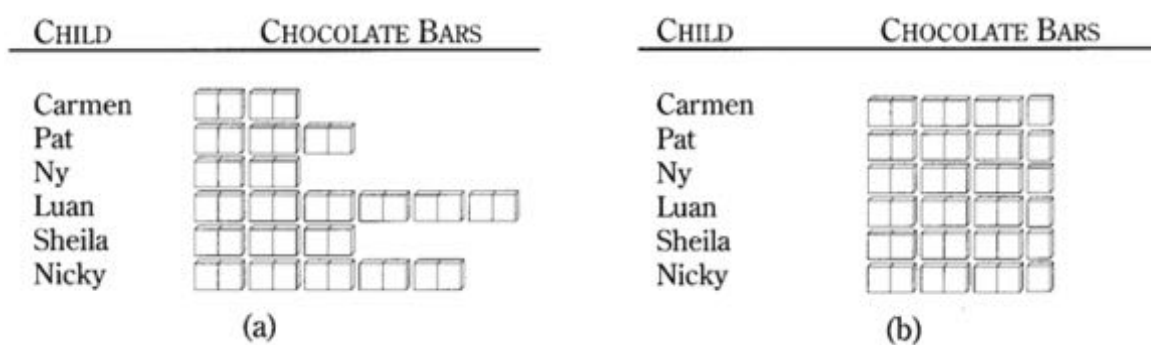 CHILD CHOCOLATE BARS
Carmen
Pat
Ny
Luan
Sheila
Nicky
(a)
CHILD CHOCOLATE BARS
Carmen
Pat
Ny
Luan
Sheila
Nicky
(b)